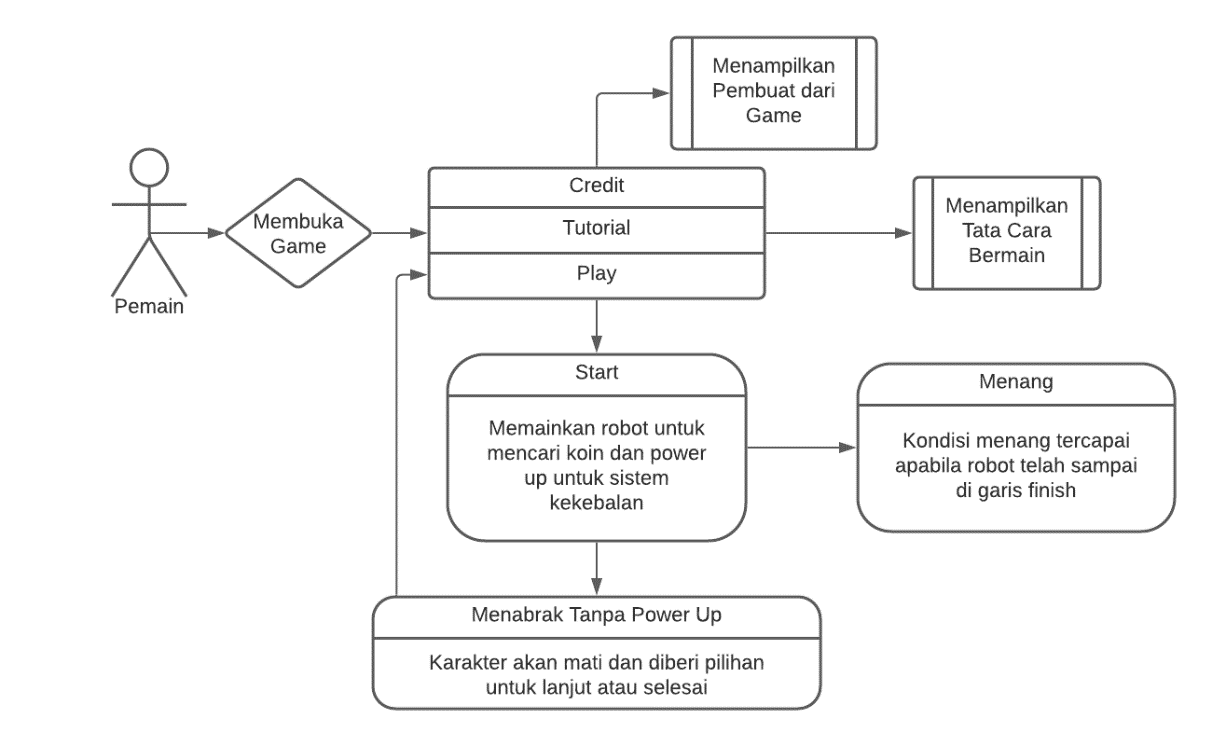 Menampilkan
Pembuat dari
Game
Credit
Tutorial
Play
Menampilkan
Tata Cara
Bermain
Membuka
Game
Pemain
Start
Memainkan robot untuk
mencari koin dan power
up untuk sistem
kekebalan
Menang
Kondisi menang tercapai
apabila robot telah sampai
di garis finish
Menabrak Tanpa Power Up
Karakter akan mati dan diberi pilihan
untuk lanjut atau selesai